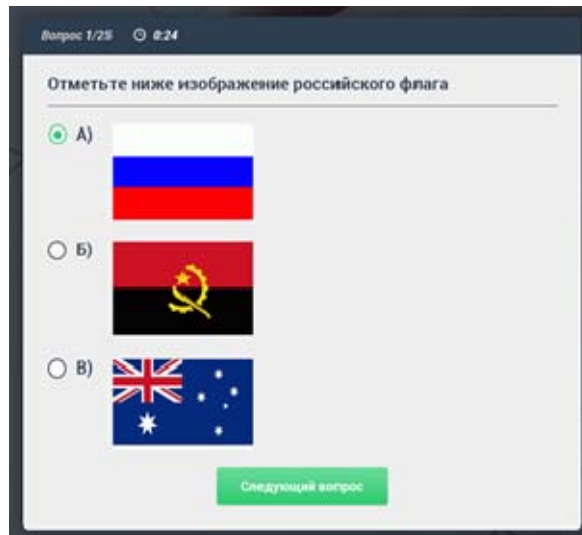 Вопрос 1/25 0:24
Отметьте ниже изображение российского флага
А)
Б)
В)
Следующий вопрос